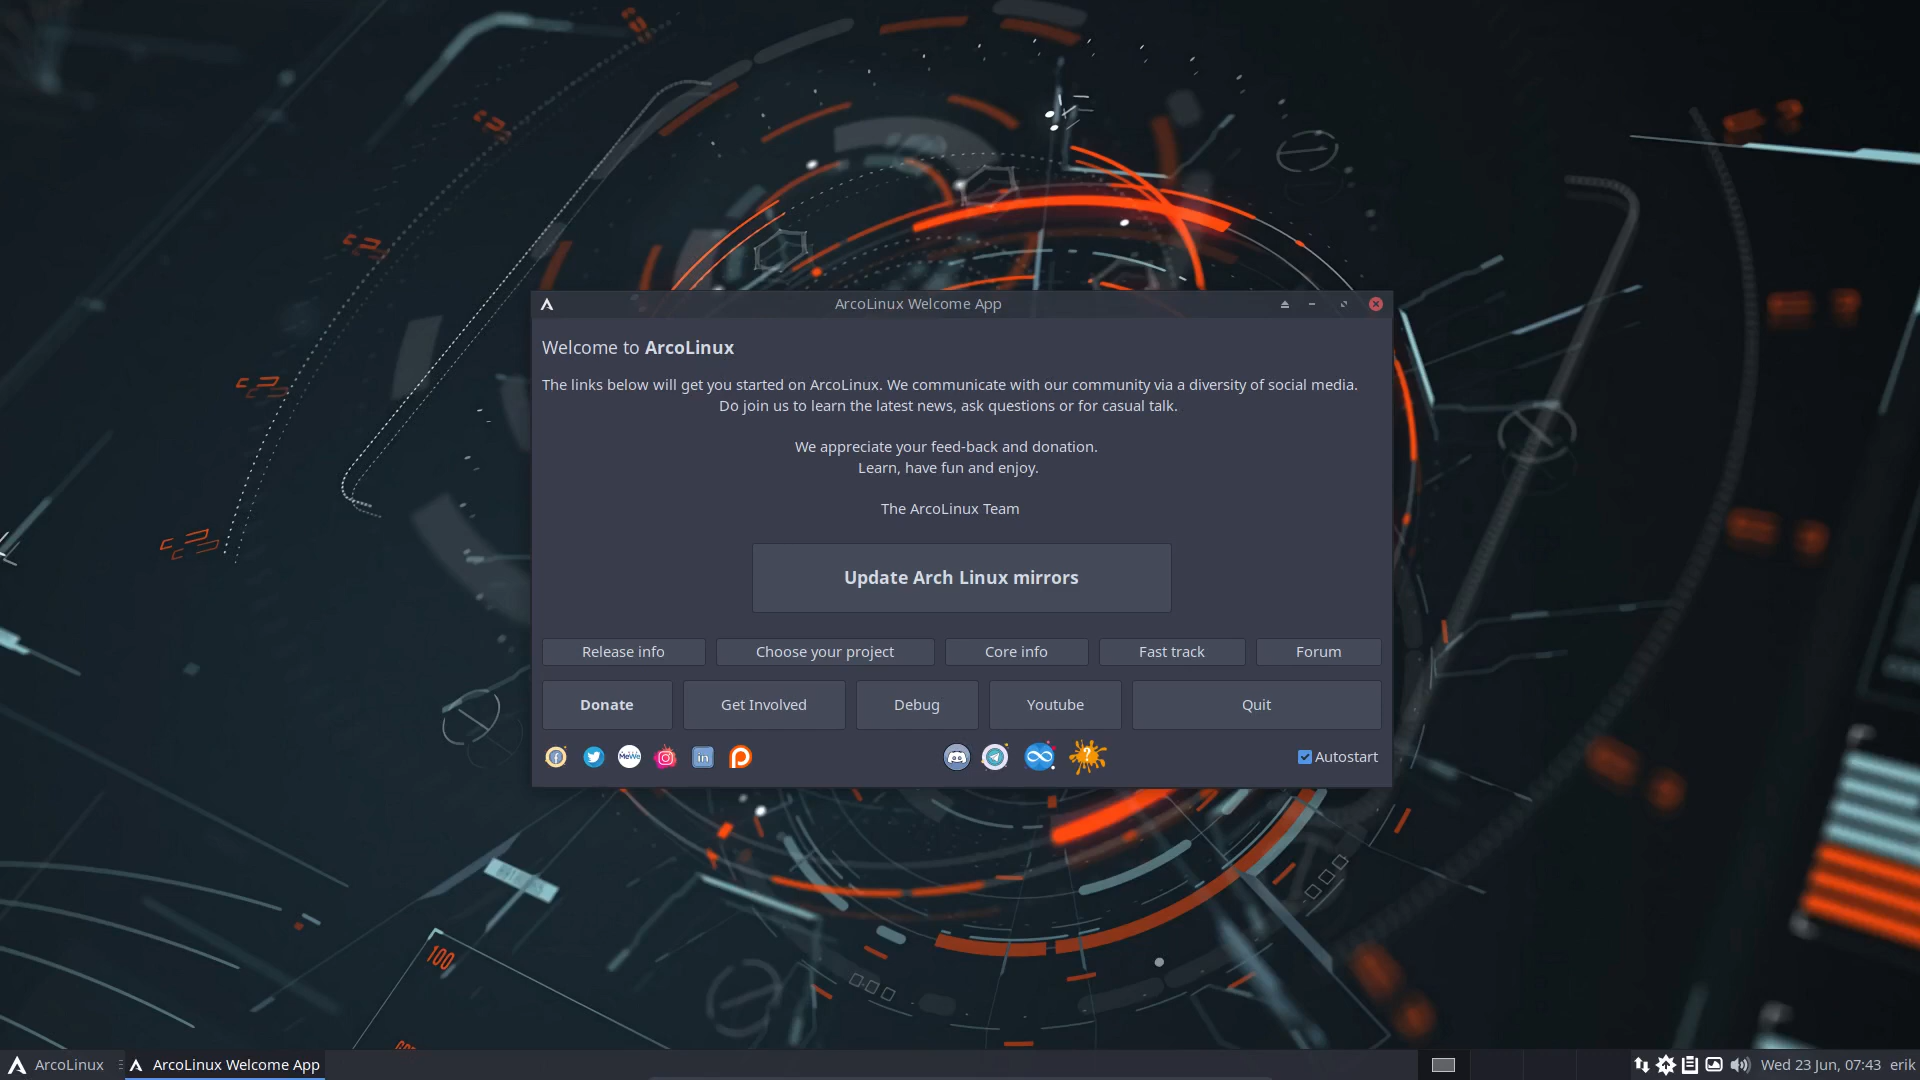 ArcoLinux Welcome App
Welcome to ArcoLinux
The links below will get you started on ArcoLinux. We communicate with our community via a diversity of social media.
Do join us to learn the latest news, ask questions or for casual talk.
We appreciate your feed-back and donation.
Learn, have fun and enjoy.
The ArcoLinux Team
Update Arch Linux mirrors
Release info
Choose your project
Core info
Fast track
Forum
Donate
Get Involved
Debug
Youtube
Quit
MeWe
in
?
Autostart
100
ArcoLinux
ArcoLinux Welcome App
Wed 23 Jun, 07:43
erik